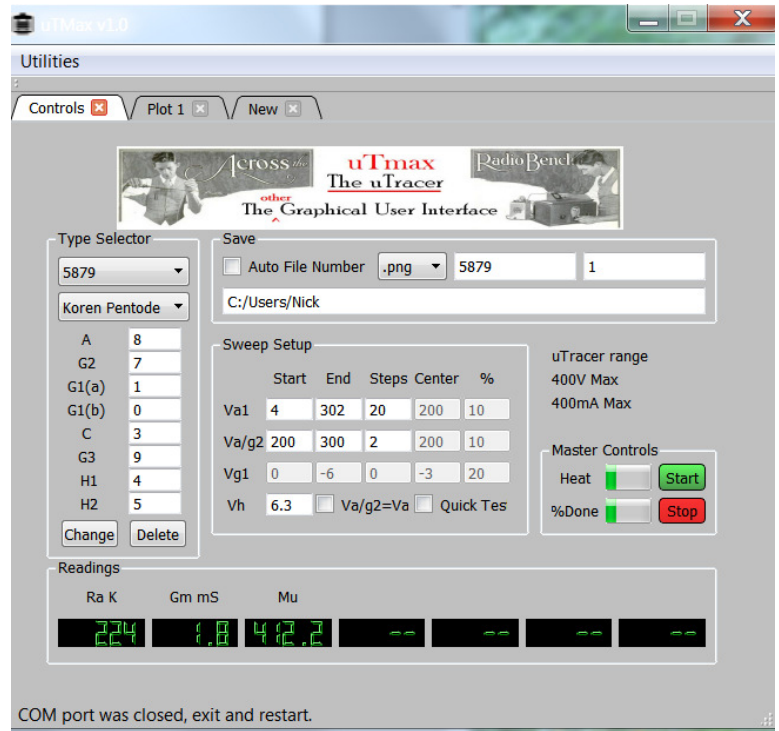 uTMax v1.0
Utilities
Controls Plot 1 New
Across the uTmax Radio Bench
The uTracer
other
The ^ Graphical User Interface
Type Selector
5879
Koren Pentode
A 8
G2 7
G1(a) 1
G1(b) 0
C 3
G3 9
H1 4
H2 5
Change Delete
Save
Auto File Number .png 5879 1
C:/Users/Nick
Sweep Setup
Start End Steps Center %
Va1 4 302 20 200 10
Va/g2 200 300 2 200 10
Vg1 0 -6 0 -3 20
Vh 6.3 Va/g2=Va Quick Tes
uTracer range
400V Max
400mA Max
Master Controls
Heat Start
%Done Stop
Readings
Ra K Gm mS Mu
224 1.8 412.2 -- -- -- --
COM port was closed, exit and restart.